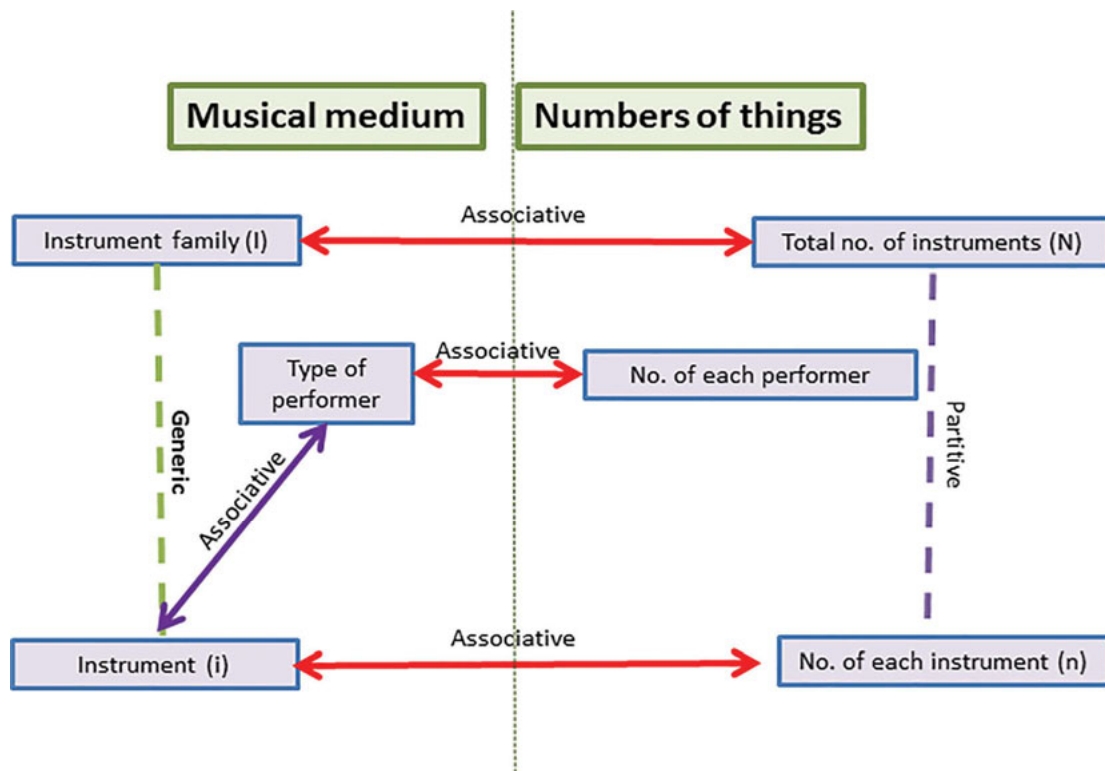 Musical medium
Numbers of things
Associative
Instrument family (I)
Total no. of instruments (N)
Associative
Type of
performer
No. of each performer
Generic
Associative
Partitive
Associative
Instrument (i)
No. of each instrument (n)